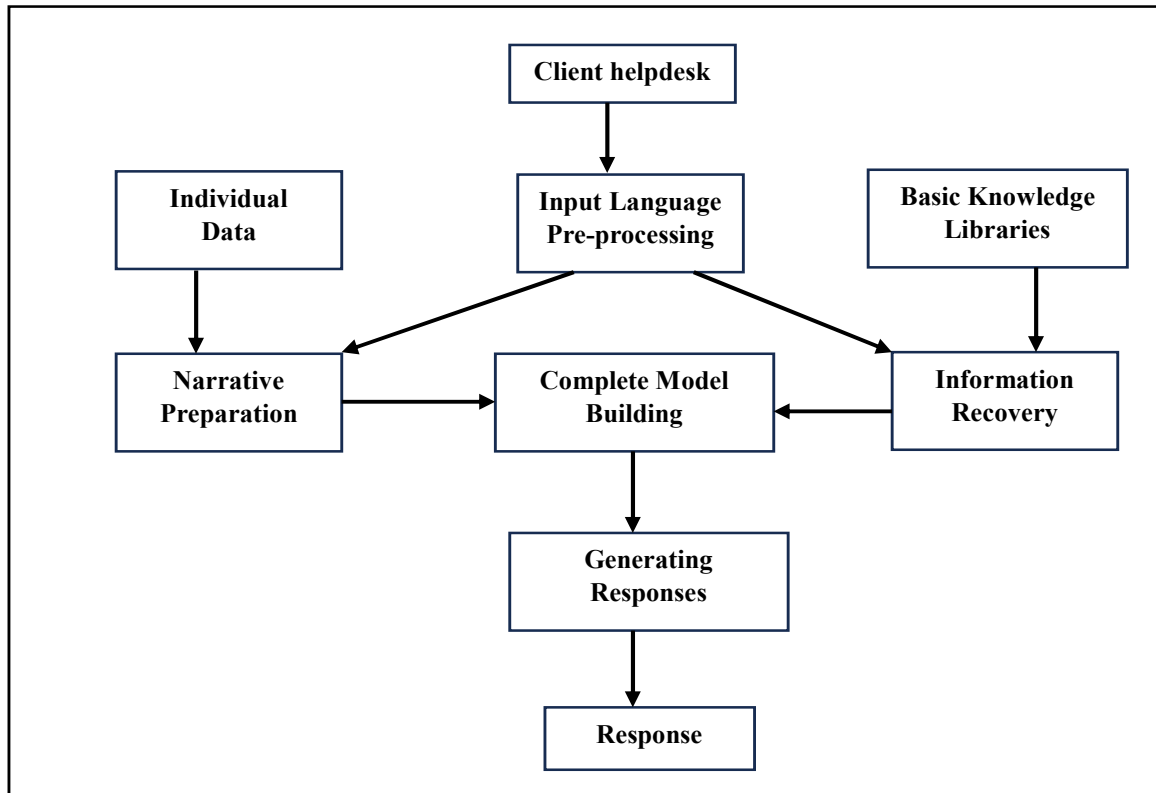 Client helpdesk
Individual
Data
Input Language
Pre-processing
Basic Knowledge
Libraries
Narrative
Preparation
Complete Model
Building
Information
Recovery
Generating
Responses
Response